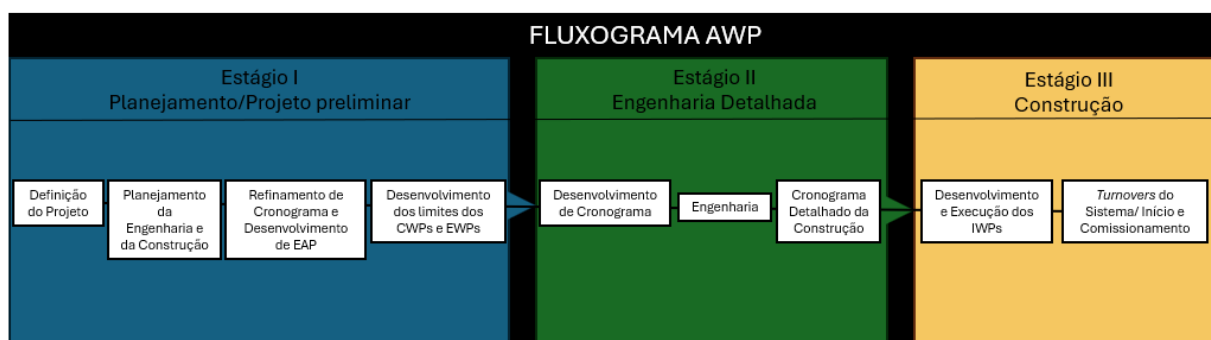 FLUXOGRAMA AWP
Estágio I
Planejamento/Projeto preliminar
Estágio II
Engenharia Detalhada
Estágio III
Construção
Definição
do Projeto
Planejamento
da
Engenharia e
da Construção
Refinamento de
Cronograma e
Desenvolvimento
de EAP
Desenvolvimento
dos limites dos
CWPs e EWPs
Desenvolvimento
de Cronograma
Engenharia
Cronograma
Detalhado da
Construção
Desenvolvimento
e Execução dos
IWPs
Turnovers do
Sistema/ Início e
Comissionamento